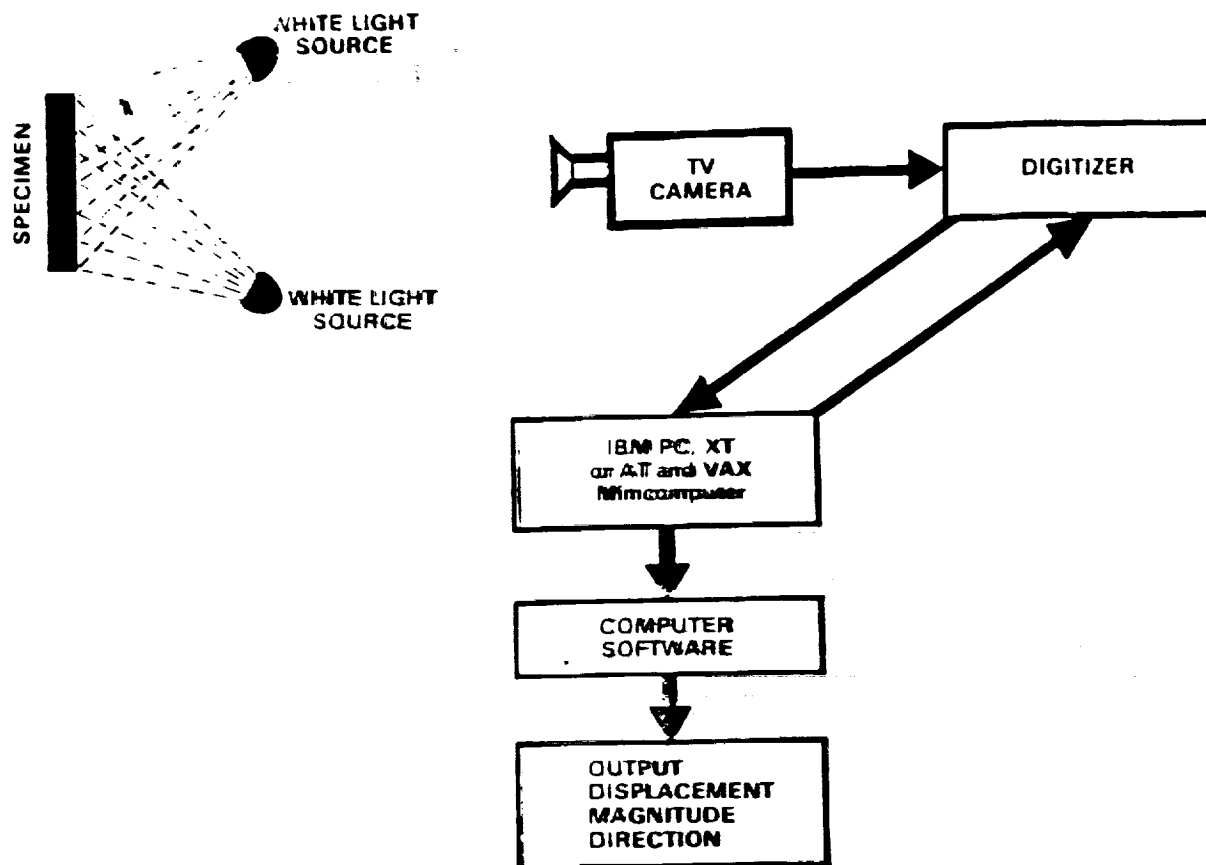 WHITE LIGHT
SOURCE
SPECIMEN
TV
CAMERA
DIGITIZER
WHITE LIGHT
SOURCE
IBM PC, XT
or AT and VAX
Minicomputer
COMPUTER
SOFTWARE
OUTPUT
DISPLACEMENT
MAGNITUDE
DIRECTION